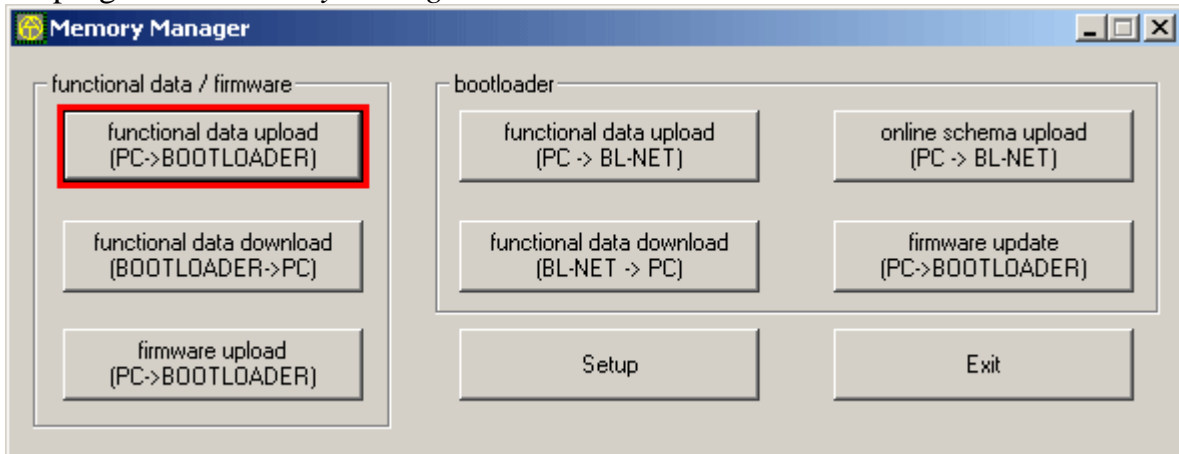 Memory Manager
functional data / firmware
functional data upload
(PC->BOOTLOADER)
functional data download
(BOOTLOADER->PC)
firmware upload
(PC->BOOTLOADER)
bootloader
functional data upload
(PC -> BL-NET)
online schema upload
(PC -> BL-NET)
functional data download
(BL-NET -> PC)
firmware update
(PC->BOOTLOADER)
Setup
Exit